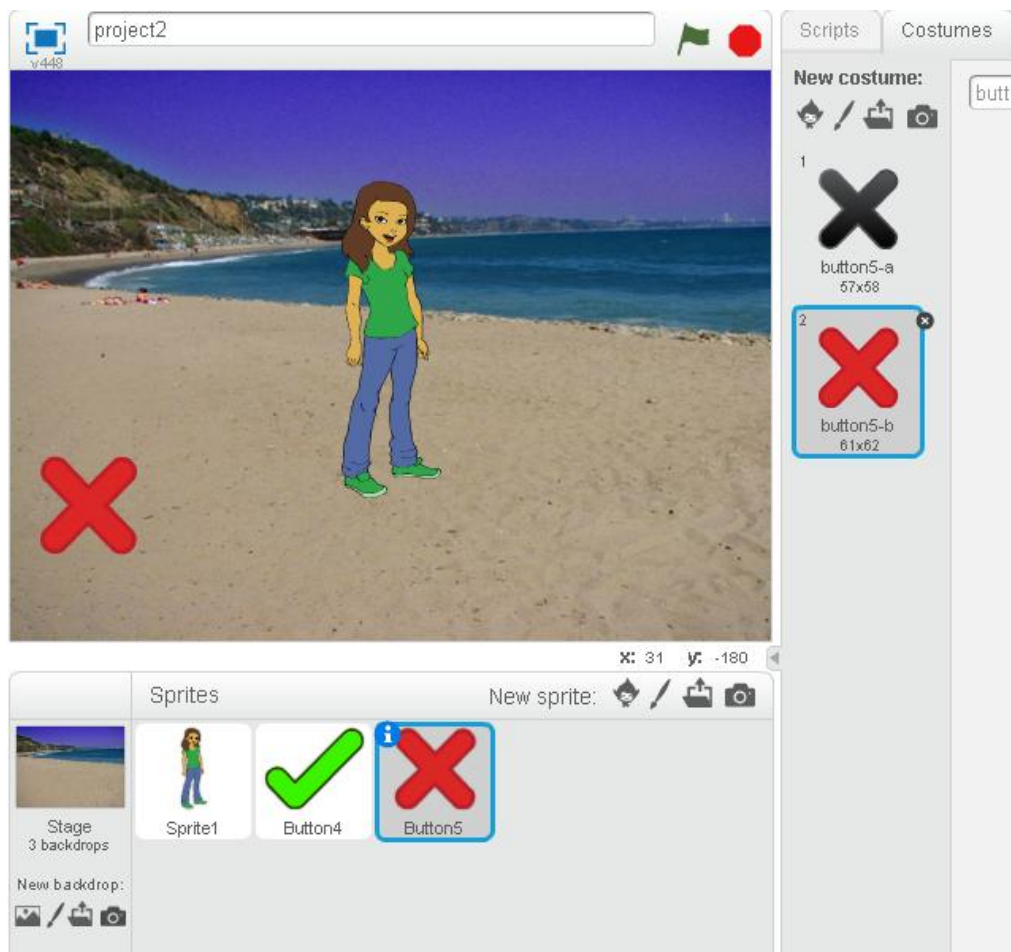 project2
v448
Scripts
Costumes
New costume:
butt
1
button5-a
57x58
2
button5-b
61x62
x: 31 y: -180
Sprites
New sprite:
Stage
3 backdrops
New backdrop:
Sprite1
Button4
Button5